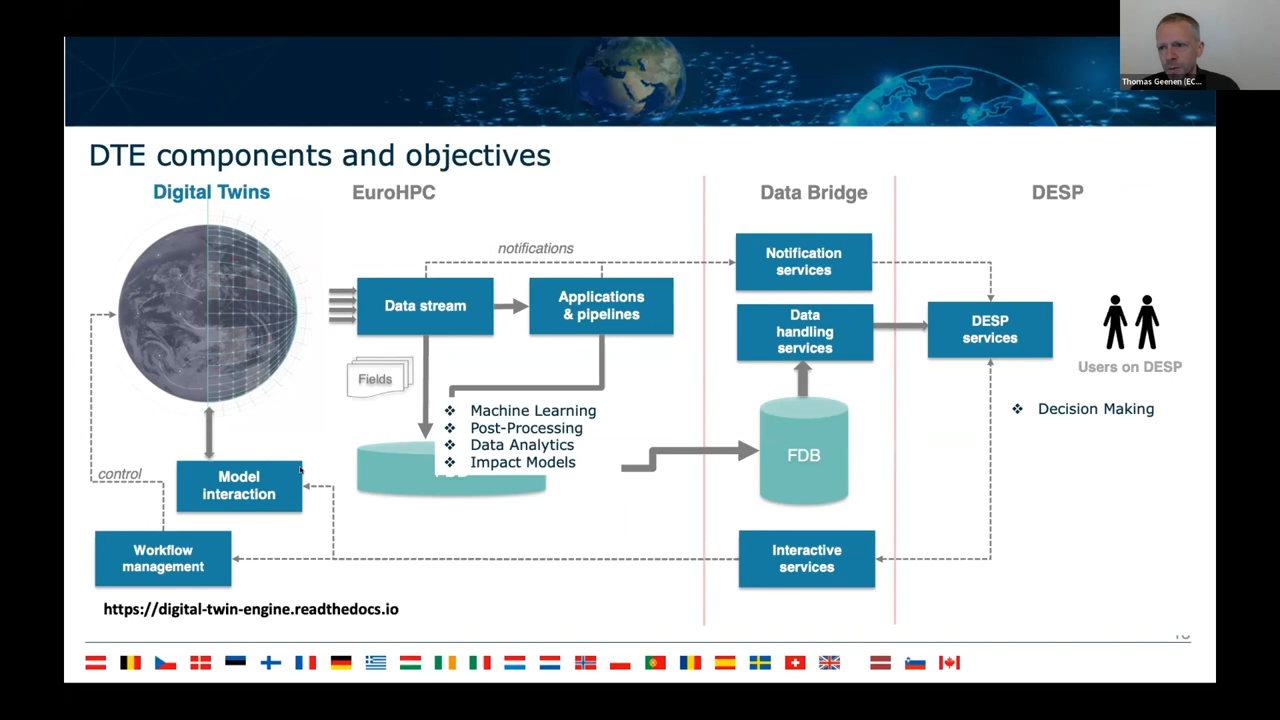 Thomas Geenen (EC...
DTE components and objectives
Digital Twins
EuroHPC
Data Bridge
DESP
notifications
Notification
services
Data stream
Applications
& pipelines
Data
handling
services
DESP
services
Users on DESP
Fields
❖ Machine Learning
❖ Post-Processing
❖ Data Analytics
❖ Impact Models
❖ Decision Making
FDB
control
Model
interaction
Workflow
management
Interactive
services
https://digital-twin-engine.readthedocs.io